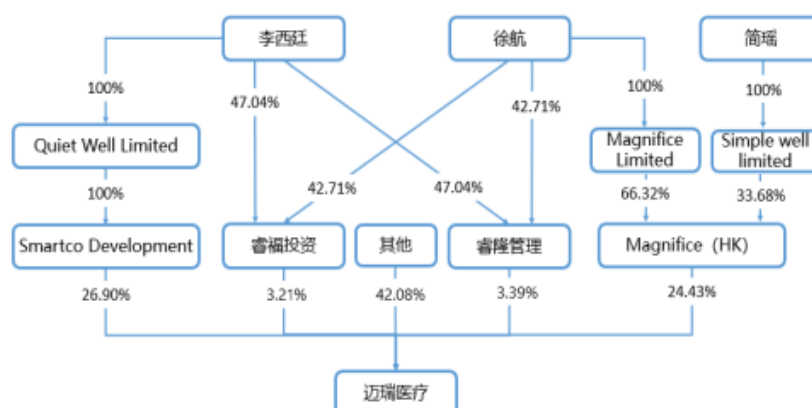 李西廷
徐航
简瑶
100%
47.04%
42.71%
100%
100%
Quiet Well Limited
Magnifice
Limited
Simple well
limited
100%
42.71%
47.04%
66.32%
33.68%
Smartco Development
睿福投资
其他
睿隆管理
Magnifice（HK）
26.90%
3.21%
42.08%
3.39%
24.43%
迈瑞医疗